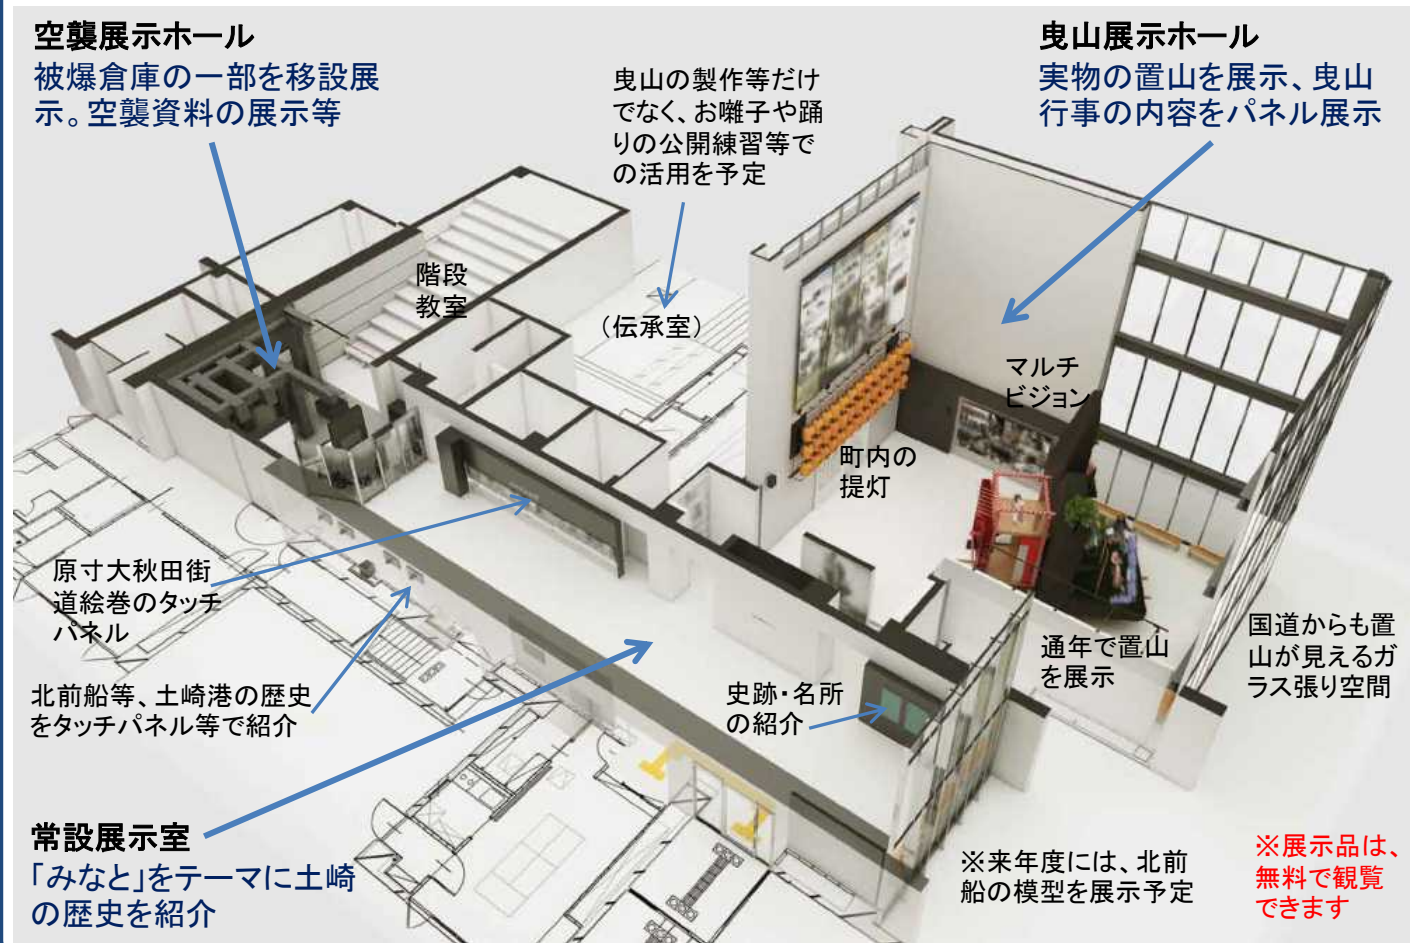 空襲展示ホール
被爆倉庫の一部を移設展
示。空襲資料の展示等
曳山の製作等だけ
でなく、お囃子や踊
りの公開練習等で
の活用を予定
曳山展示ホール
実物の置山を展示、曳山
行事の内容をパネル展示
階段
教室
（伝承室）
マルチ
ビジョン
町内の
提灯
原寸大秋田街
道絵巻のタッチ
パネル
北前船等、土崎港の歴史
をタッチパネル等で紹介
史跡・名所
の紹介
通年で置山
を展示
国道からも置
山が見えるガ
ラス張り空間
常設展示室
「みなと」をテーマに土崎
の歴史を紹介
※来年度には、北前
船の模型を展示予定
※展示品は、
無料で観覧
できます